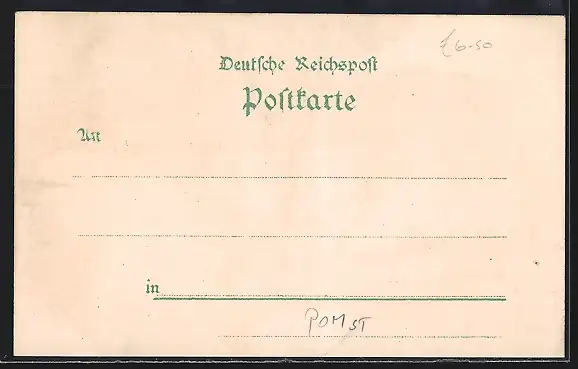 £6-50
Deutsche Reichspost
Postkarte
An
in
POM ST